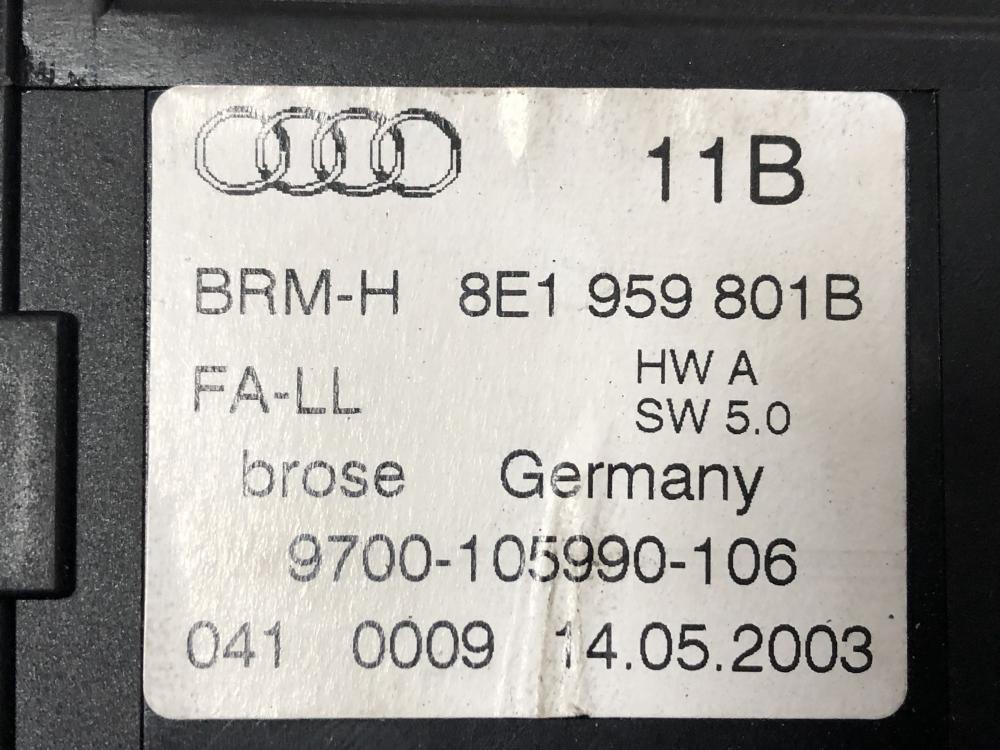 11B
BRM-H 8E1 959 801B
FA-LL HW A
SW 5.0
brose Germany
9700-105990-106
041 0009 14.05.2003